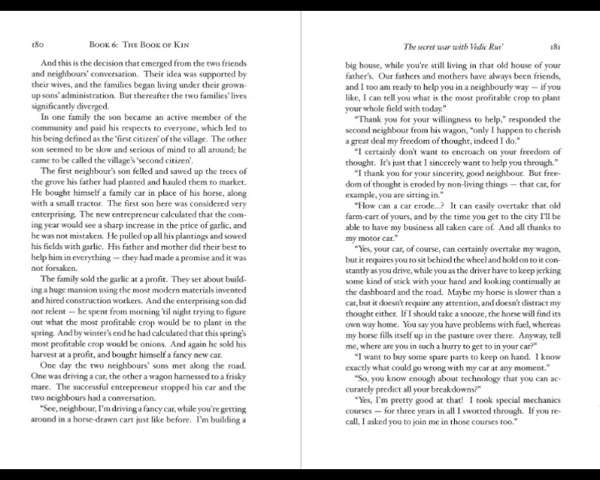 180 BOOK 6: THE BOOK OF KIN
And this is the decision that emerged from the two friends
and neighbours' conversation. Their idea was supported by
their wives, and the families began living under their grown-
up sons' administration. But thereafter the two families' lives
significantly diverged.
In one family the son became an active member of the
community and paid his respects to everyone, which led to
his being defined as the 'first citizen' of the village. The other
son seemed to be slow and serious of mind to all around; he
came to be called the village's 'second citizen'.
The first neighbour's son felled and sawed up the trees of
the grove his father had planted and hauled them to market.
He bought himself a family car in place of his horse, along
with a small tractor. The first son here was considered very
enterprising. The new entrepreneur calculated that the com-
ing year would see a sharp increase in the price of garlic, and
he was not mistaken. He pulled up all his plantings and sowed
his fields with garlic. His father and mother did their best to
help him in everything — they had made a promise and it was
not forsaken.
The family sold the garlic at a profit. They set about build-
ing a huge mansion using the most modern materials invented
and hired construction workers. And the enterprising son did
not relent — he spent from morning 'til night trying to figure
out what the most profitable crop would be to plant in the
spring. And by winter's end he had calculated that this spring's
most profitable crop would be onions. And again he sold his
harvest at a profit, and bought himself a fancy new car.
One day the two neighbours' sons met along the road.
One was driving a car, the other a wagon harnessed to a frisky
mare. The successful entrepreneur stopped his car and the
two neighbours had a conversation.
"See, neighbour, I'm driving a fancy car, while you're getting
around in a horse-drawn cart just like before. I'm building a
The secret war with Vedic Rus' 181
big house, while you're still living in that old house of your
father's. Our fathers and mothers have always been friends,
and I too am ready to help you in a neighbourly way — if you
like, I can tell you what is the most profitable crop to plant
your whole field with today."
"Thank you for your willingness to help," responded the
second neighbour from his wagon, "only I happen to cherish
a great deal my freedom of thought, indeed I do."
"I certainly don't want to encroach on your freedom of
thought. It's just that I sincerely want to help you through."
"I thank you for your sincerity, good neighbour. But free-
dom of thought is eroded by non-living things — that car, for
example, you are sitting in."
"How can a car erode...? It can easily overtake that old
farm-cart of yours, and by the time you get to the city I'll be
able to have my business all taken care of. And all thanks to
my motor car."
"Yes, your car, of course, can certainly overtake my wagon,
but it requires you to sit behind the wheel and hold on to it con-
stantly as you drive, while you as the driver have to keep jerking
some kind of stick with your hand and looking continually at
the dashboard and the road. Maybe my horse is slower than a
car, but it doesn't require any attention, and doesn't distract my
thought either. If I should take a snooze, the horse will find its
own way home. You say you have problems with fuel, whereas
my horse fills itself up in the pasture over there. Anyway, tell
me, where are you in such a hurry to get to in your car?"
"I want to buy some spare parts to keep on hand. I know
exactly what could go wrong with my car at any moment."
"So, you know enough about technology that you can ac-
curately predict all your breakdowns?"
"Yes, I'm pretty good at that! I took special mechanics
courses — for three years in all I swotted through. If you re-
call, I asked you to join me in those courses too."